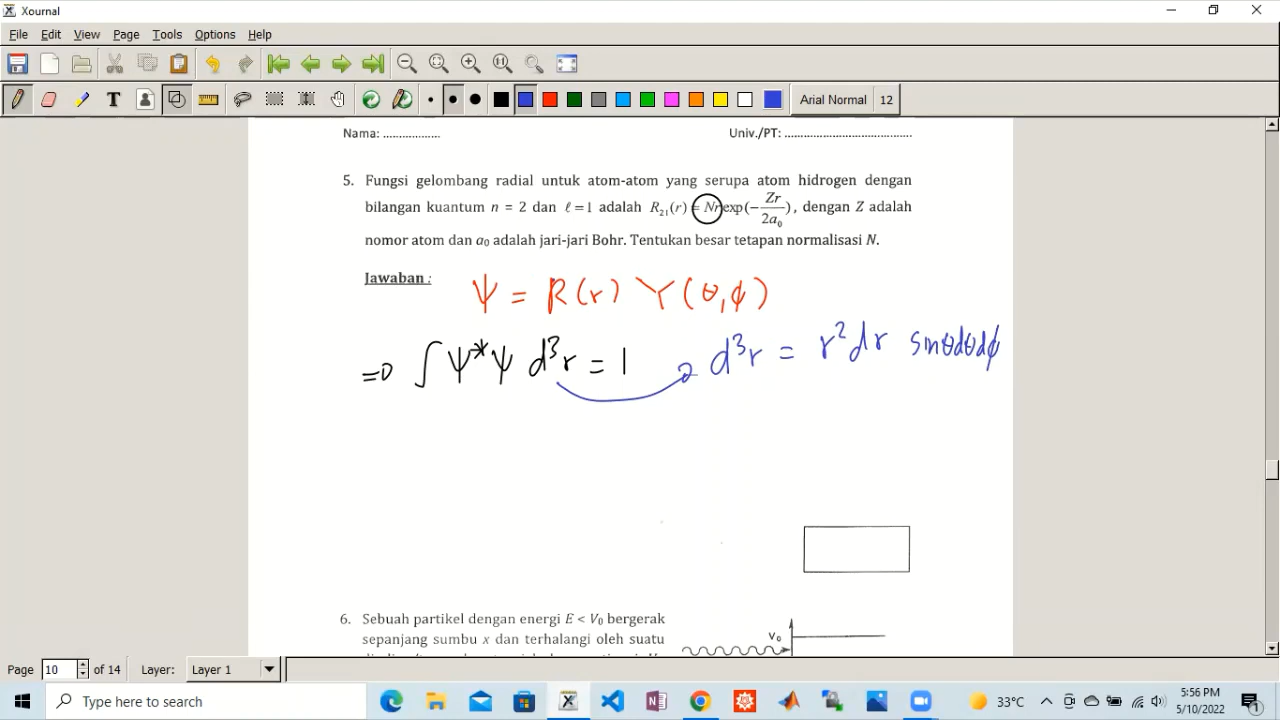 Xournal
File Edit View Page Tools Options Help
T Arial Normal 12
Nama: .................. Univ./PT: ........................................
5. Fungsi gelombang radial untuk atom-atom yang serupa atom hidrogen dengan
bilangan kuantum n = 2 dan ℓ = 1 adalah R₂₁(r) = Nr exp(−Zr/2a₀), dengan Z adalah
nomor atom dan a₀ adalah jari-jari Bohr. Tentukan besar tetapan normalisasi N.
Jawaban :
Ψ = R(r) Y(θ,ϕ)
⇒ ∫ Ψ* Ψ d³r = 1 d³r = r² dr sinθdθdϕ
6. Sebuah partikel dengan energi E < V₀ bergerak
V₀
sepanjang sumbu x dan terhalangi oleh suatu
Page 10 of 14 Layer: Layer 1
Type here to search
33°C
5:56 PM
5/10/2022
1